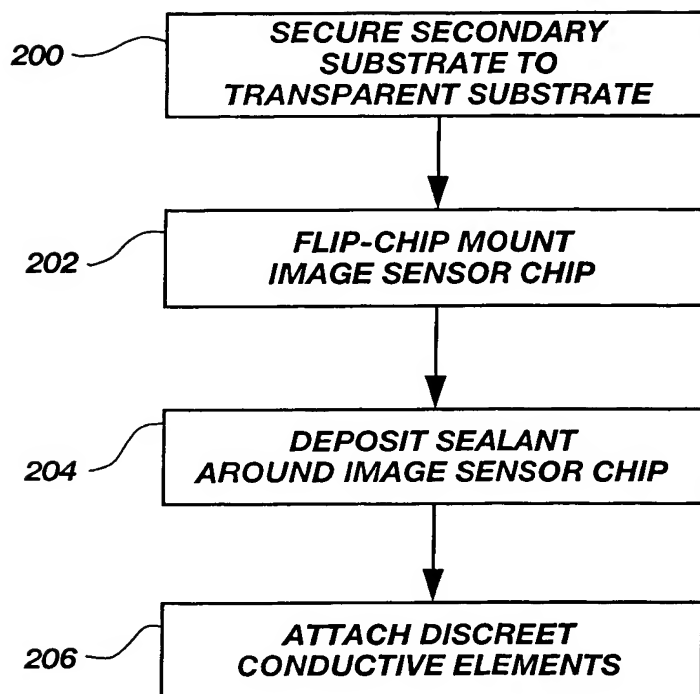 200
SECURE SECONDARY
SUBSTRATE TO
TRANSPARENT SUBSTRATE
202
FLIP-CHIP MOUNT
IMAGE SENSOR CHIP
204
DEPOSIT SEALANT
AROUND IMAGE SENSOR CHIP
206
ATTACH DISCREET
CONDUCTIVE ELEMENTS